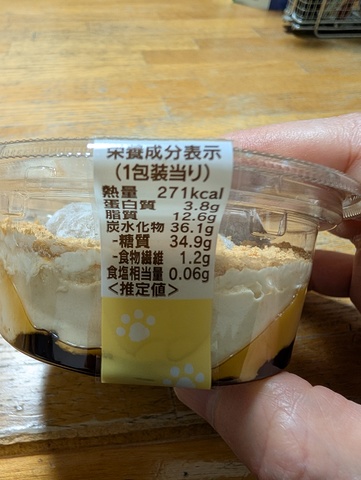 栄養成分表示
(1包装当り)
熱量 271kcal
蛋白質 3.8g
脂質 12.6g
炭水化物 36.1g
-糖質 34.9g
-食物繊維 1.2g
食塩相当量 0.06g
<推定値>